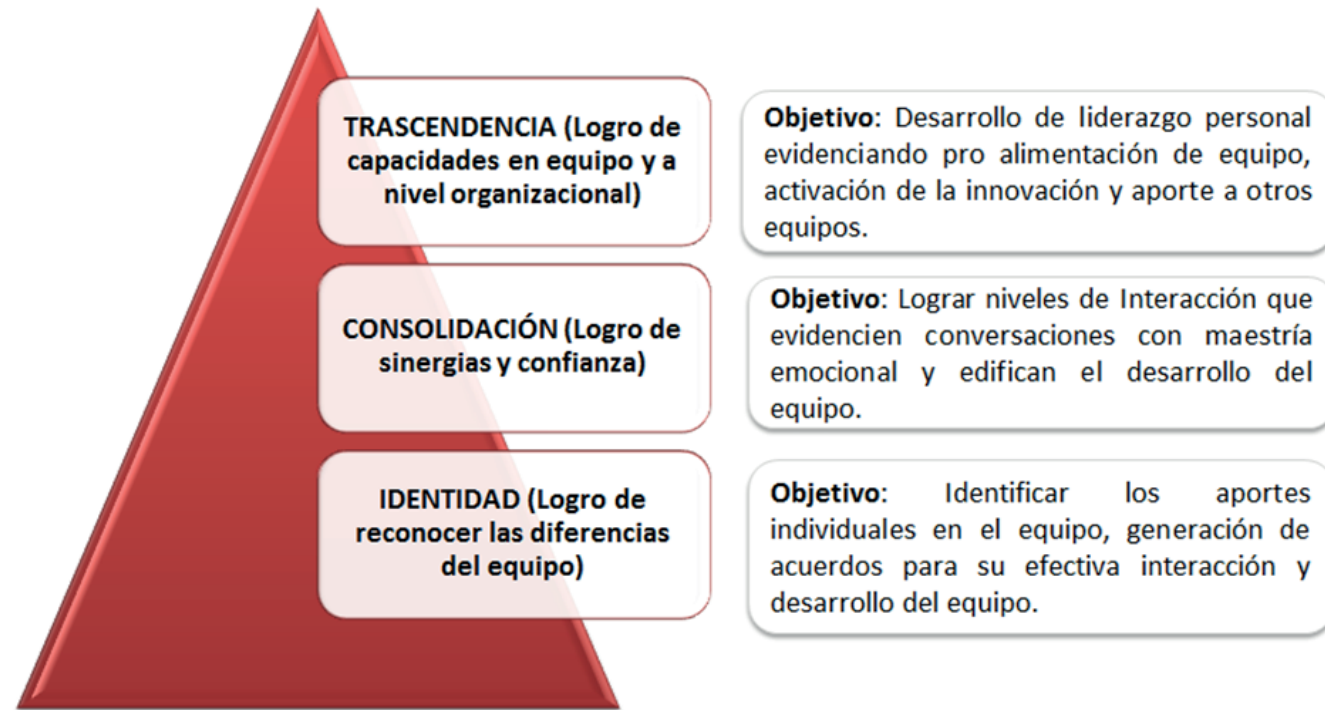 TRASCENDENCIA (Logro de
capacidades en equipo y a
nivel organizacional)
Objetivo: Desarrollo de liderazgo personal
evidenciando pro alimentación de equipo,
activación de la innovación y aporte a otros
equipos.
CONSOLIDACIÓN (Logro de
sinergias y confianza)
Objetivo: Lograr niveles de Interacción que
evidencien conversaciones con maestría
emocional y edifican el desarrollo del
equipo.
IDENTIDAD (Logro de
reconocer las diferencias
del equipo)
Objetivo: Identificar los aportes
individuales en el equipo, generación de
acuerdos para su efectiva interacción y
desarrollo del equipo.